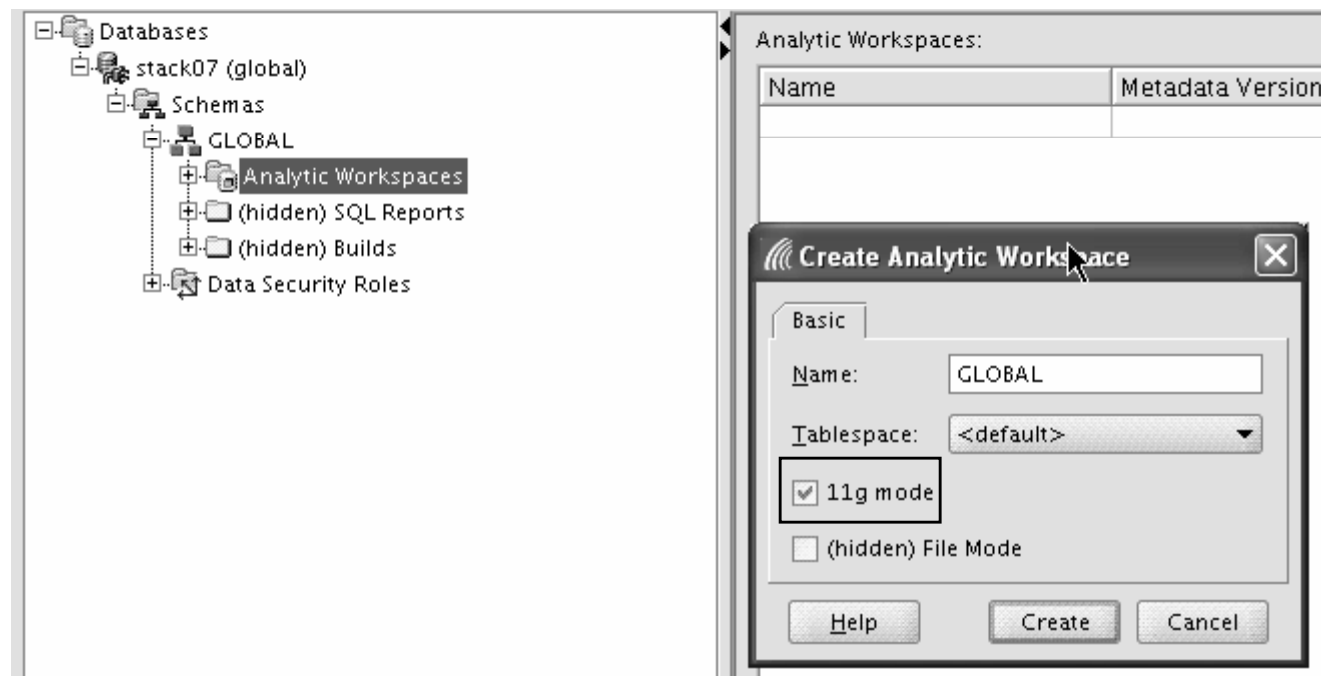 Databases
stack07 (global)
Schemas
GLOBAL
Analytic Workspaces
(hidden) SQL Reports
(hidden) Builds
Data Security Roles
Analytic Workspaces:
Name Metadata Version
Create Analytic Workspace
Basic
Name: GLOBAL
Tablespace: <default>
11g mode
(hidden) File Mode
Help Create Cancel